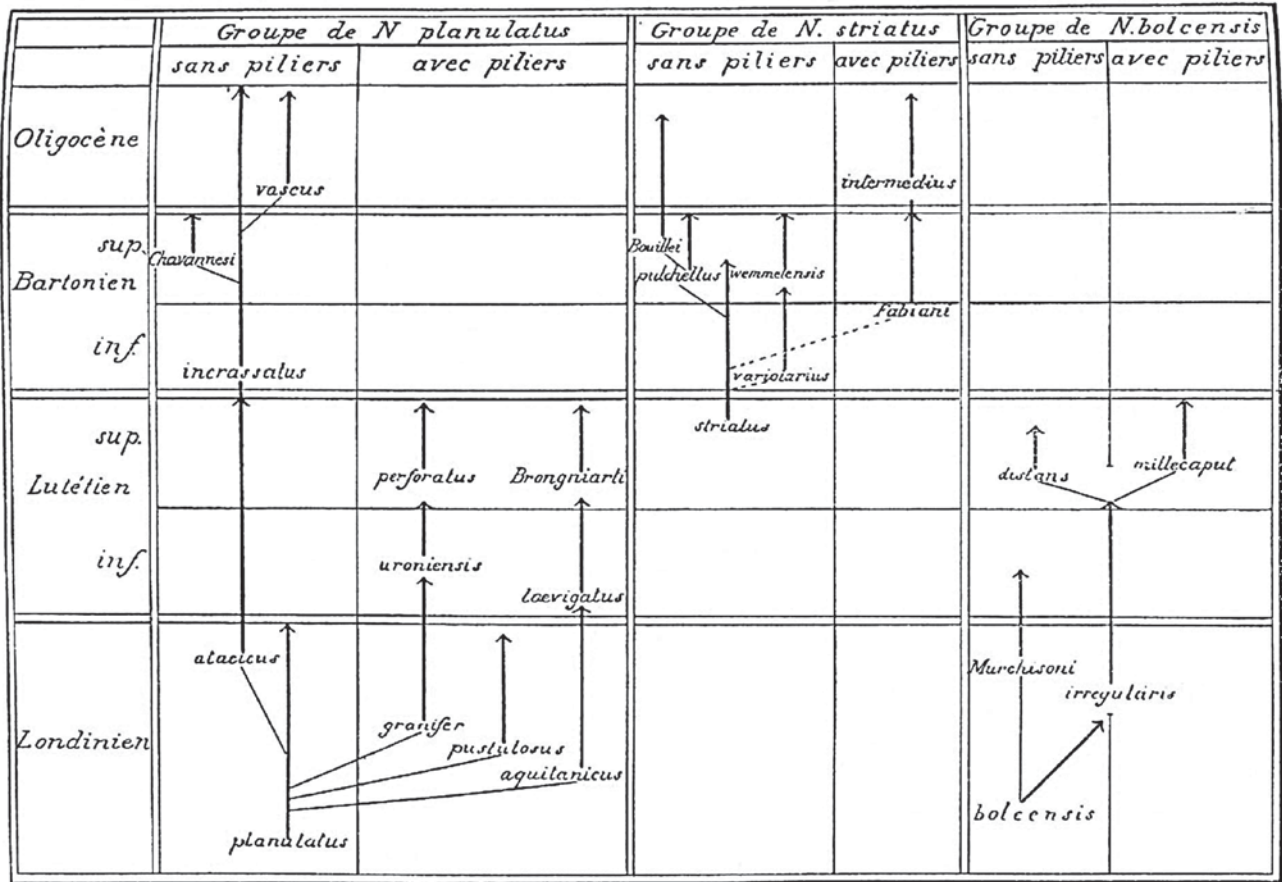 Groupe de N planulatus
Groupe de N. striatus
Groupe de N.bolcensis
sans piliers
avec piliers
sans piliers
avec piliers
sans piliers
avec piliers
Oligocène
vascus
intermedius
sup.
Bartonien
inf.
Chavannesi
Bouillei
pulchellus
wemmelensis
Fabiani
incrassatus
variolarius
striatus
sup.
Lutétien
inf.
perforatus
Brongniarti
distans
millecaput
uroniensis
laevigatus
Londinien
atacicus
Murchisoni
irregularis
granifer
pustulosus
aquitanicus
planulatus
bolcensis